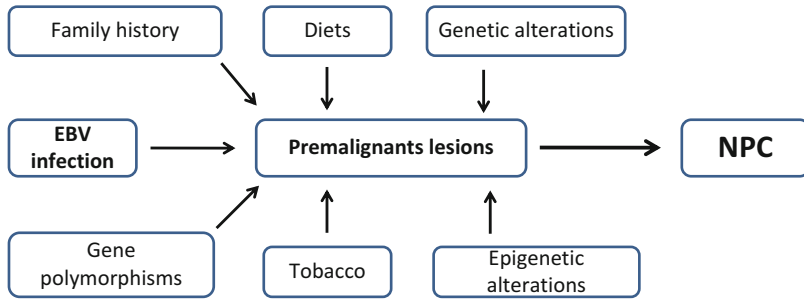 Family history
Diets
Genetic alterations
EBV
infection
Premalignants lesions
NPC
Gene
polymorphisms
Tobacco
Epigenetic
alterations